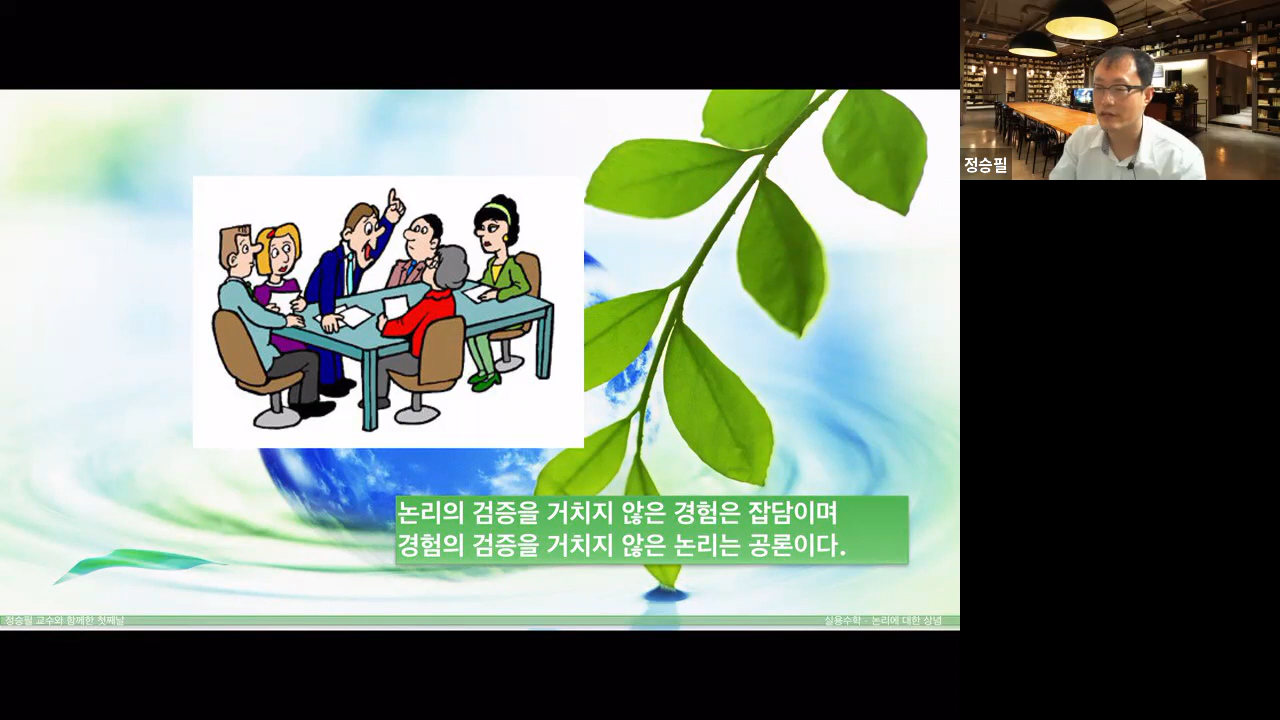 정승필
논리의 검증을 거치지 않은 경험은 잡담이며
경험의 검증을 거치지 않은 논리는 공론이다.
정승필 교수와 함께한 첫째날
실용수학 - 논리에 대한 상념